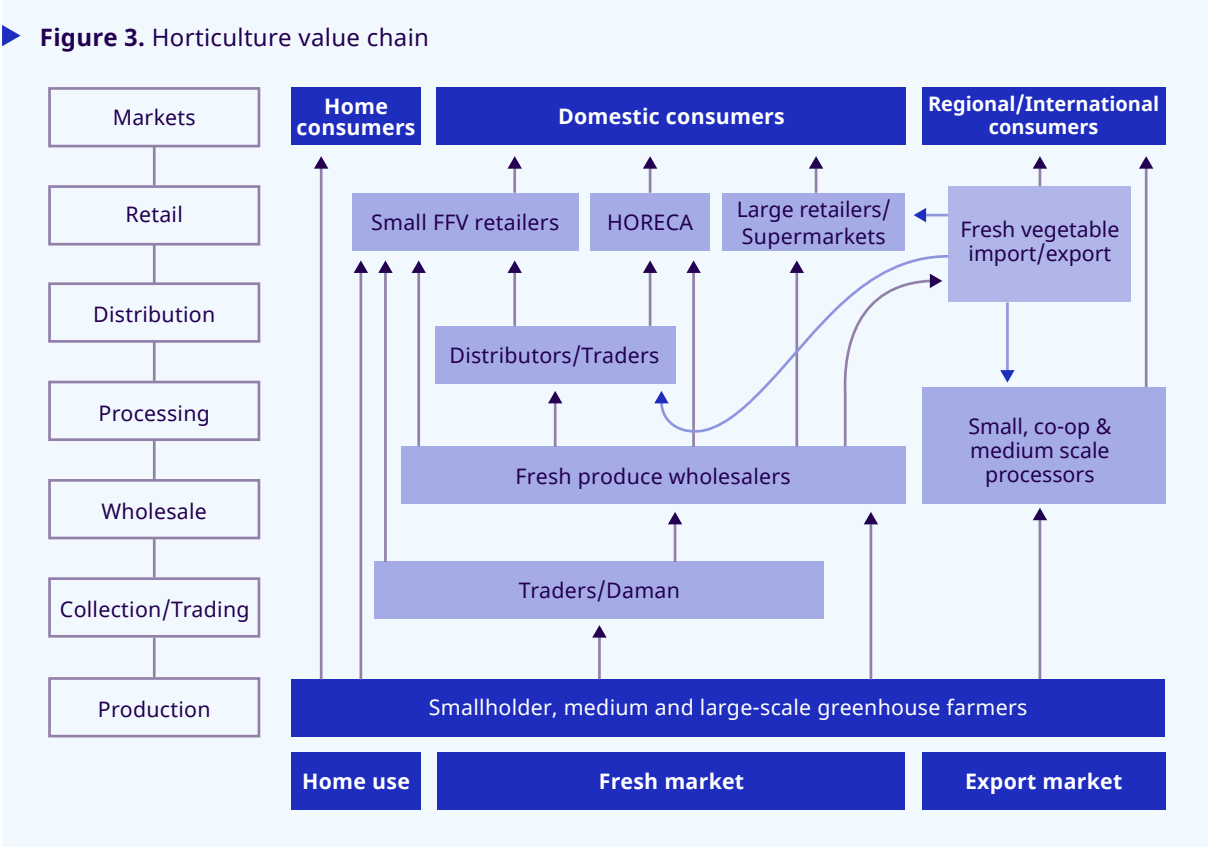 Figure 3. Horticulture value chain
Markets
Home
consumers
Domestic consumers
Regional/International
consumers
Retail
Small FFV retailers
HORECA
Large retailers/
Supermarkets
Fresh vegetable
import/export
Distribution
Distributors/Traders
Processing
Small, co-op &
medium scale
processors
Wholesale
Fresh produce wholesalers
Collection/Trading
Traders/Daman
Production
Smallholder, medium and large-scale greenhouse farmers
Home use
Fresh market
Export market